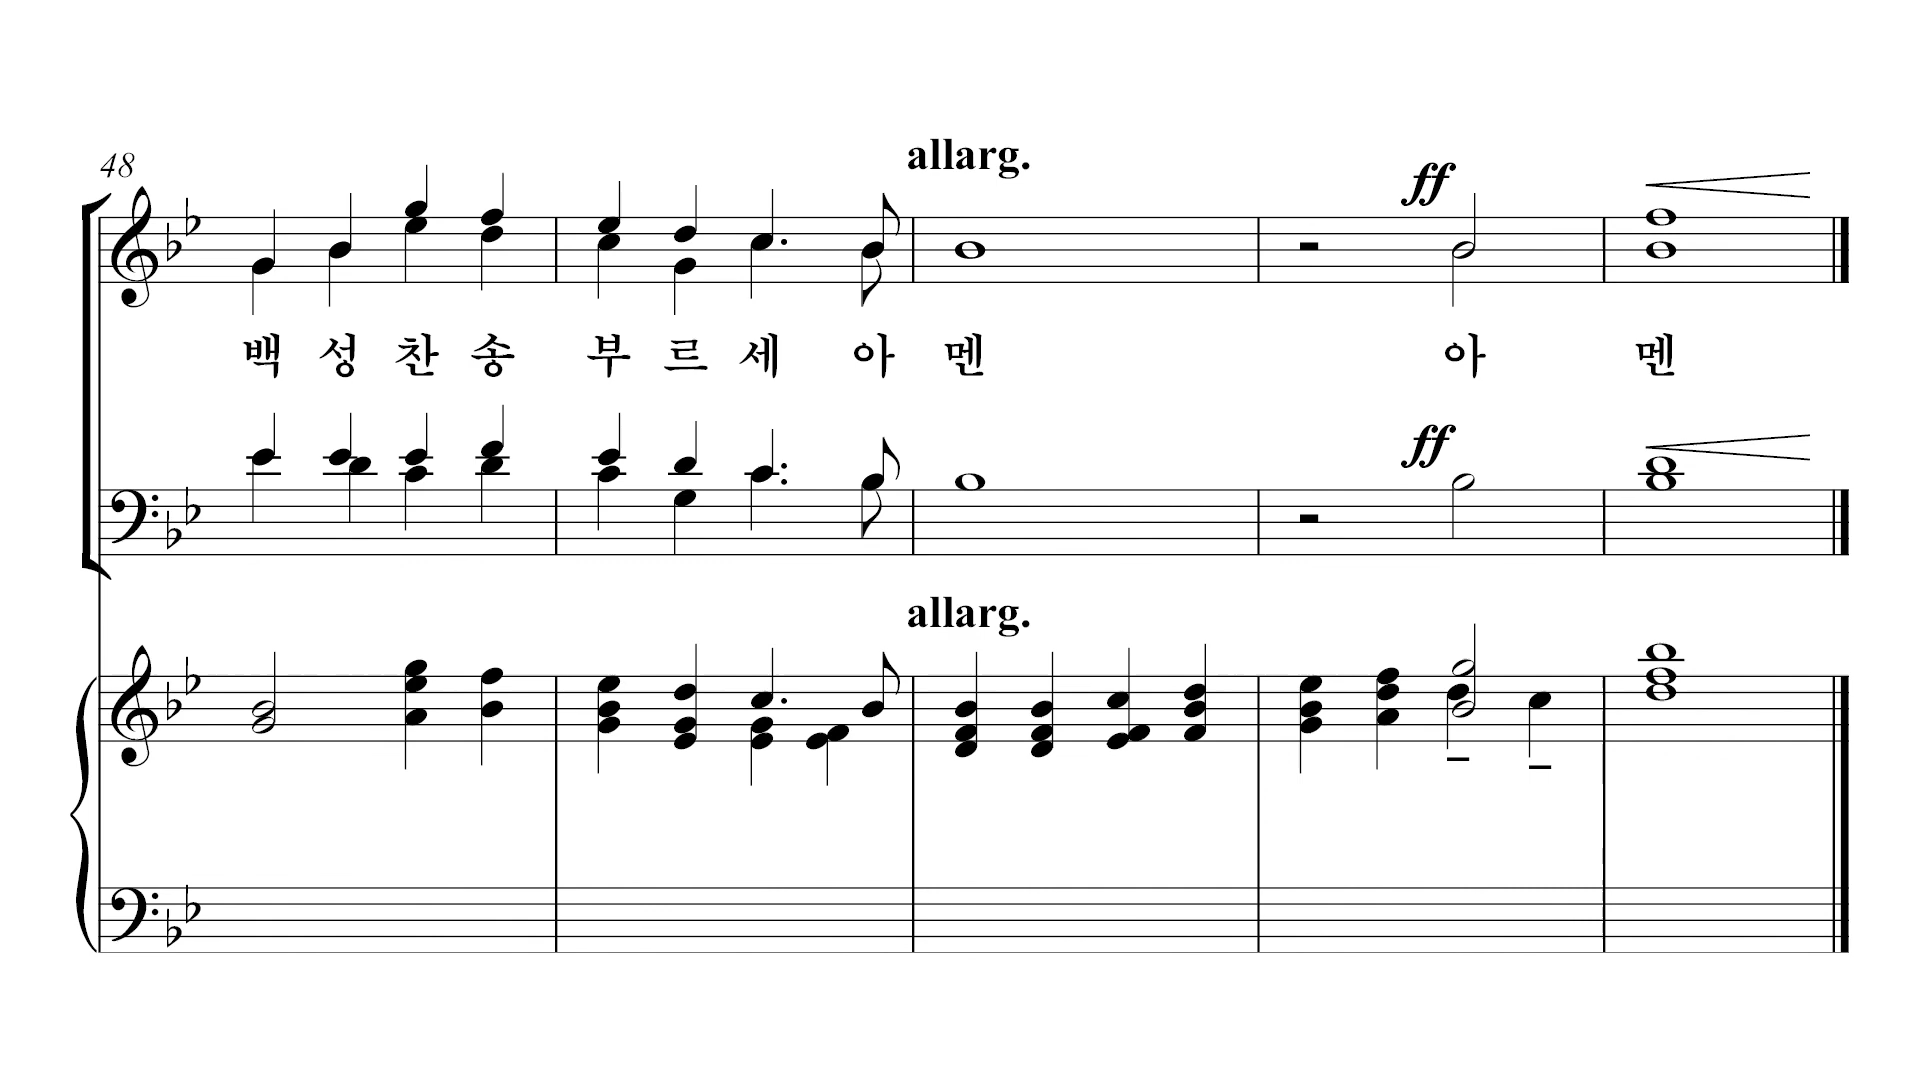 allarg.
48
ff
백 성 찬 송 부 르 세 아 멘 아 멘
ff
allarg.